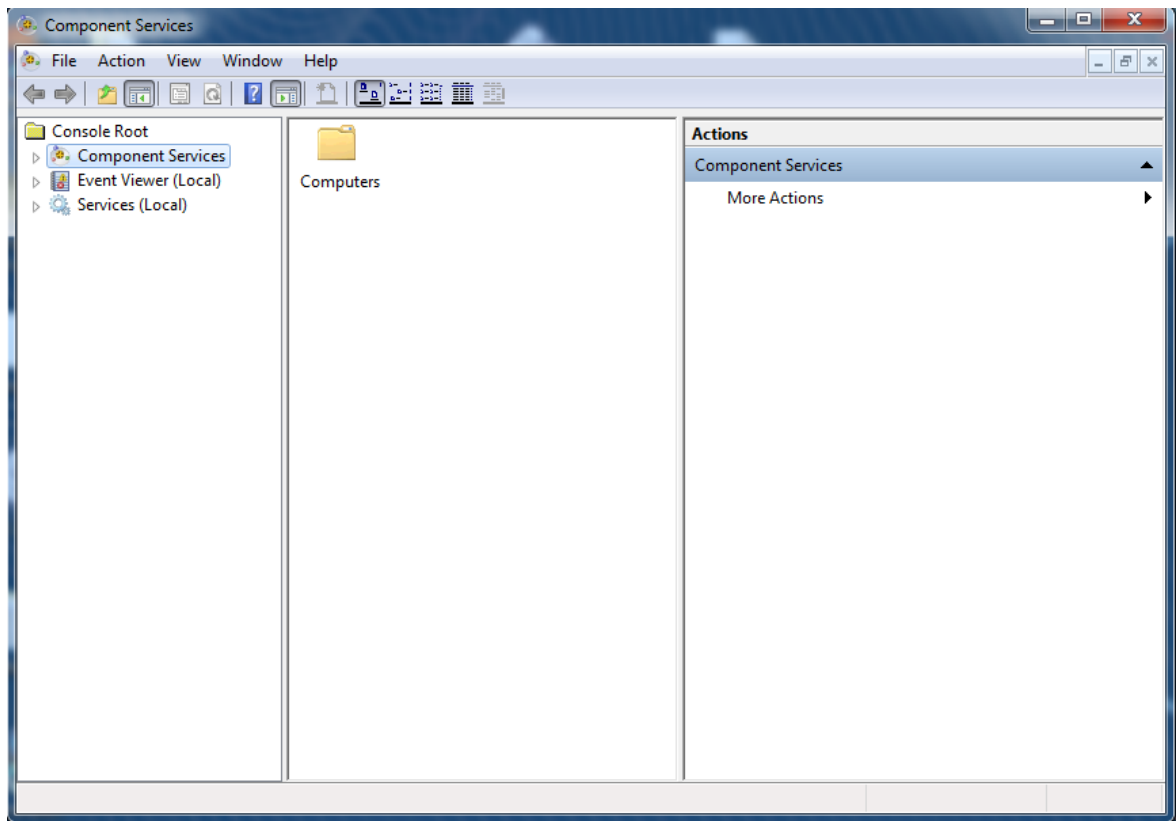 Component Services
File Action View Window Help
Console Root
Component Services
Event Viewer (Local)
Services (Local)
Computers
Actions
Component Services
More Actions